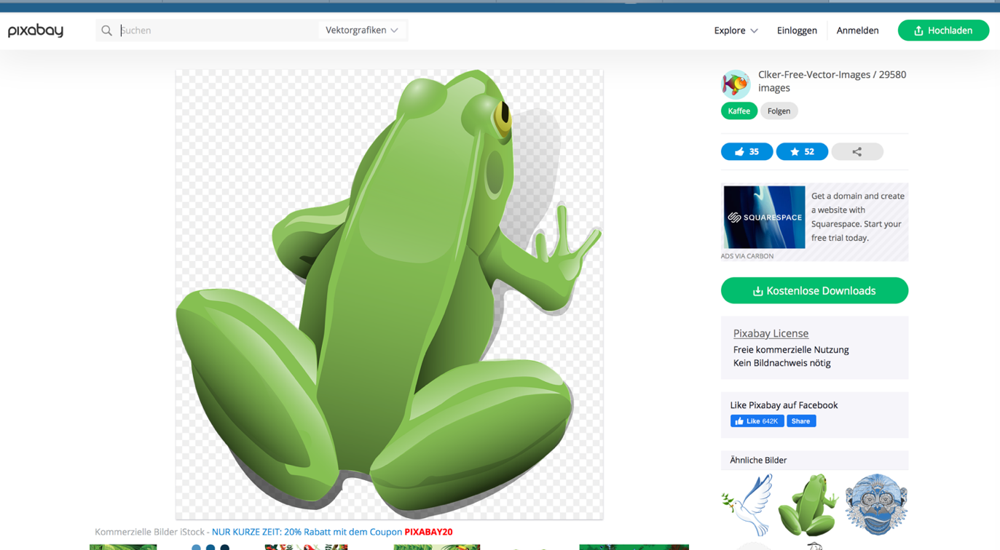 pixabay
Suchen
Vektorgrafiken
Explore
Einloggen
Anmelden
Hochladen
Clker-Free-Vector-Images / 29580
images
Kaffee
Folgen
35
52
SQUARESPACE
Get a domain and create
a website with
Squarespace. Start your
free trial today.
ADS VIA CARBON
Kostenlose Downloads
Pixabay License
Freie kommerzielle Nutzung
Kein Bildnachweis nötig
Like Pixabay auf Facebook
Like 642K
Share
Ähnliche Bilder
Kommerzielle Bilder iStock - NUR KURZE ZEIT: 20% Rabatt mit dem Coupon PIXABAY20